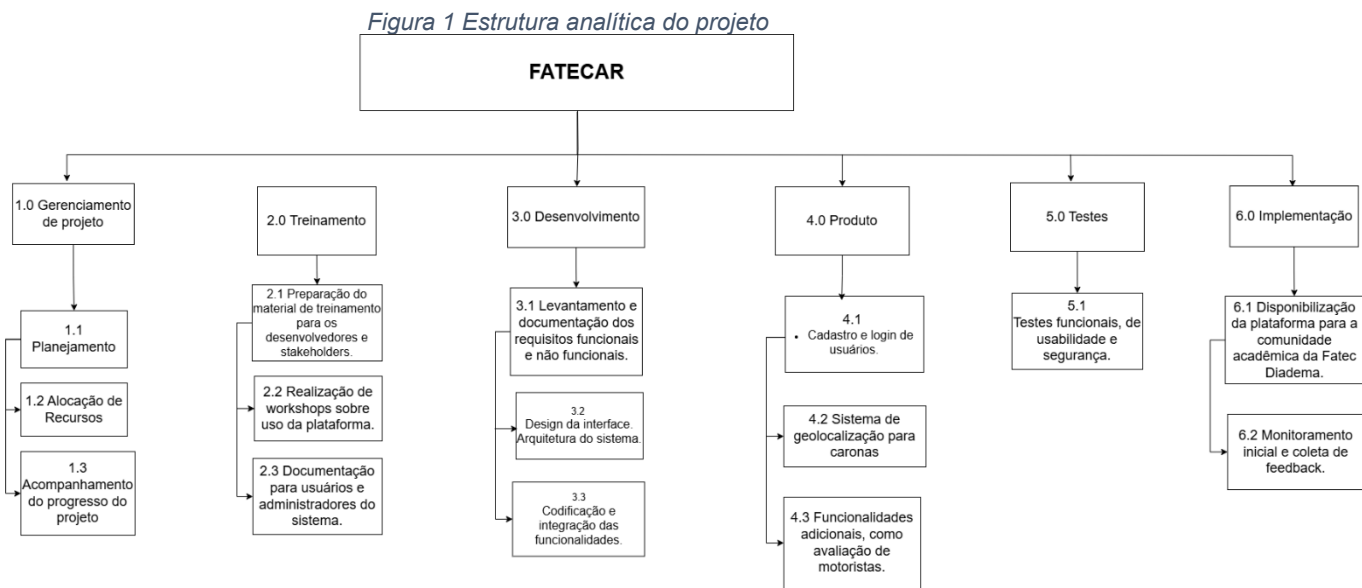 Figura 1 Estrutura analítica do projeto
FATECAR
1.0 Gerenciamento
de projeto
2.0 Treinamento
3.0 Desenvolvimento
4.0 Produto
5.0 Testes
6.0 Implementação
1.1
Planejamento
1.2 Alocação de
Recursos
1.3
Acompanhamento
do progresso do
projeto
2.1 Preparação do
material de treinamento
para os
desenvolvedores e
stakeholders.
2.2 Realização de
workshops sobre
uso da plataforma.
2.3 Documentação
para usuários e
administradores do
sistema.
3.1 Levantamento e
documentação dos
requisitos funcionais
e não funcionais.
3.2
Design da interface.
Arquitetura do sistema.
3.3
Codificação e
integração das
funcionalidades.
4.1
• Cadastro e login de
usuários.
4.2 Sistema de
geolocalização para
caronas
4.3 Funcionalidades
adicionais, como
avaliação de
motoristas.
5.1
Testes funcionais, de
usabilidade e
segurança.
6.1 Disponibilização
da plataforma para a
comunidade
acadêmica da Fatec
Diadema.
6.2 Monitoramento
inicial e coleta de
feedback.